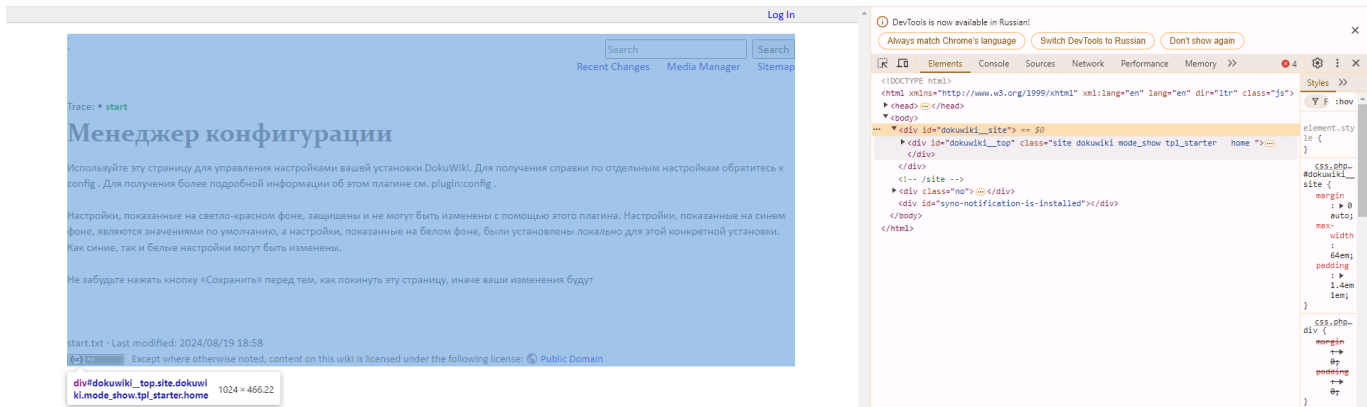 Log In
Search
Search
Recent Changes Media Manager Sitemap
Trace: • start
Менеджер конфигурации
Используйте эту страницу для управления настройками вашей установки DokuWiki. Для получения справки по отдельным настройкам обратитесь к
config . Для получения более подробной информации об этом плагине см. plugin:config .
Настройки, показанные на светло-красном фоне, защищены и не могут быть изменены с помощью этого плагина. Настройки, показанные на синем
фоне, являются значениями по умолчанию, а настройки, показанные на белом фоне, были установлены локально для этой конкретной установки.
Как синие, так и белые настройки могут быть изменены.
Не забудьте нажать кнопку «Сохранить» перед тем, как покинуть эту страницу, иначе ваши изменения будут
start.txt · Last modified: 2024/08/19 18:58
Except where otherwise noted, content on this wiki is licensed under the following license: Public Domain
div#dokuwiki__top.site.dokuwi
ki.mode_show.tpl_starter.home 1024 × 466.22
DevTools is now available in Russian!
Always match Chrome's language Switch DevTools to Russian Don't show again
Elements Console Sources Network Performance Memory 4
<!DOCTYPE html>
<html xmlns="http://www.w3.org/1999/xhtml" xml:lang="en" lang="en" dir="ltr" class="js">
<head> … </head>
<body>
<div id="dokuwiki__site"> == $0
<div id="dokuwiki__top" class="site dokuwiki mode_show tpl_starter home "> …
</div>
</div>
<!-- /site -->
<div class="no"> … </div>
<div id="syno-notification-is-installed"></div>
</body>
</html>
Styles
F :hov
element.sty
le {
}
css.php…
#dokuwiki__
site {
margin
: 0
auto;
max-
width
:
64em;
padding
:
1.4em
1em;
}
css.php…
div {
margin
:
0;
padding
:
0;
}